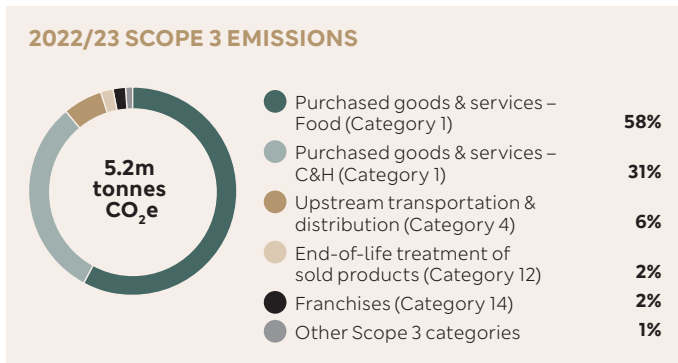 2022/23 SCOPE 3 EMISSIONS
5.2m
tonnes
CO₂e
Purchased goods & services –
Food (Category 1) 58%
Purchased goods & services –
C&H (Category 1) 31%
Upstream transportation &
distribution (Category 4) 6%
End-of-life treatment of
sold products (Category 12) 2%
Franchises (Category 14) 2%
Other Scope 3 categories 1%